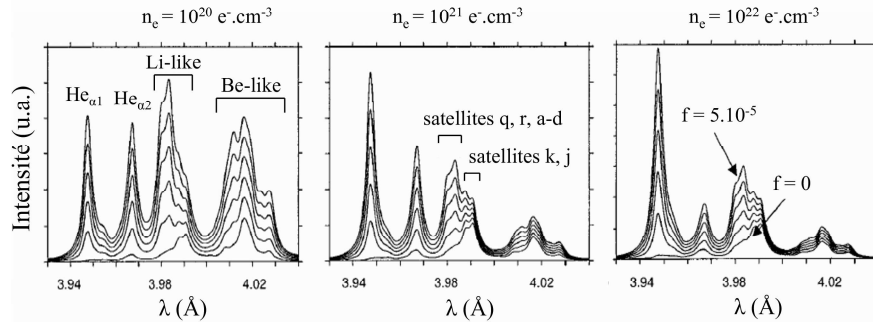 nₑ = 10²⁰ e⁻.cm⁻³
nₑ = 10²¹ e⁻.cm⁻³
nₑ = 10²² e⁻.cm⁻³
Intensité (u.a.)
Li-like
Heα1
Heα2
Be-like
satellites q, r, a-d
satellites k, j
f = 5.10⁻⁵
f = 0
3.94 3.98 4.02
3.94 3.98 4.02
3.94 3.98 4.02
λ (Å)
λ (Å)
λ (Å)